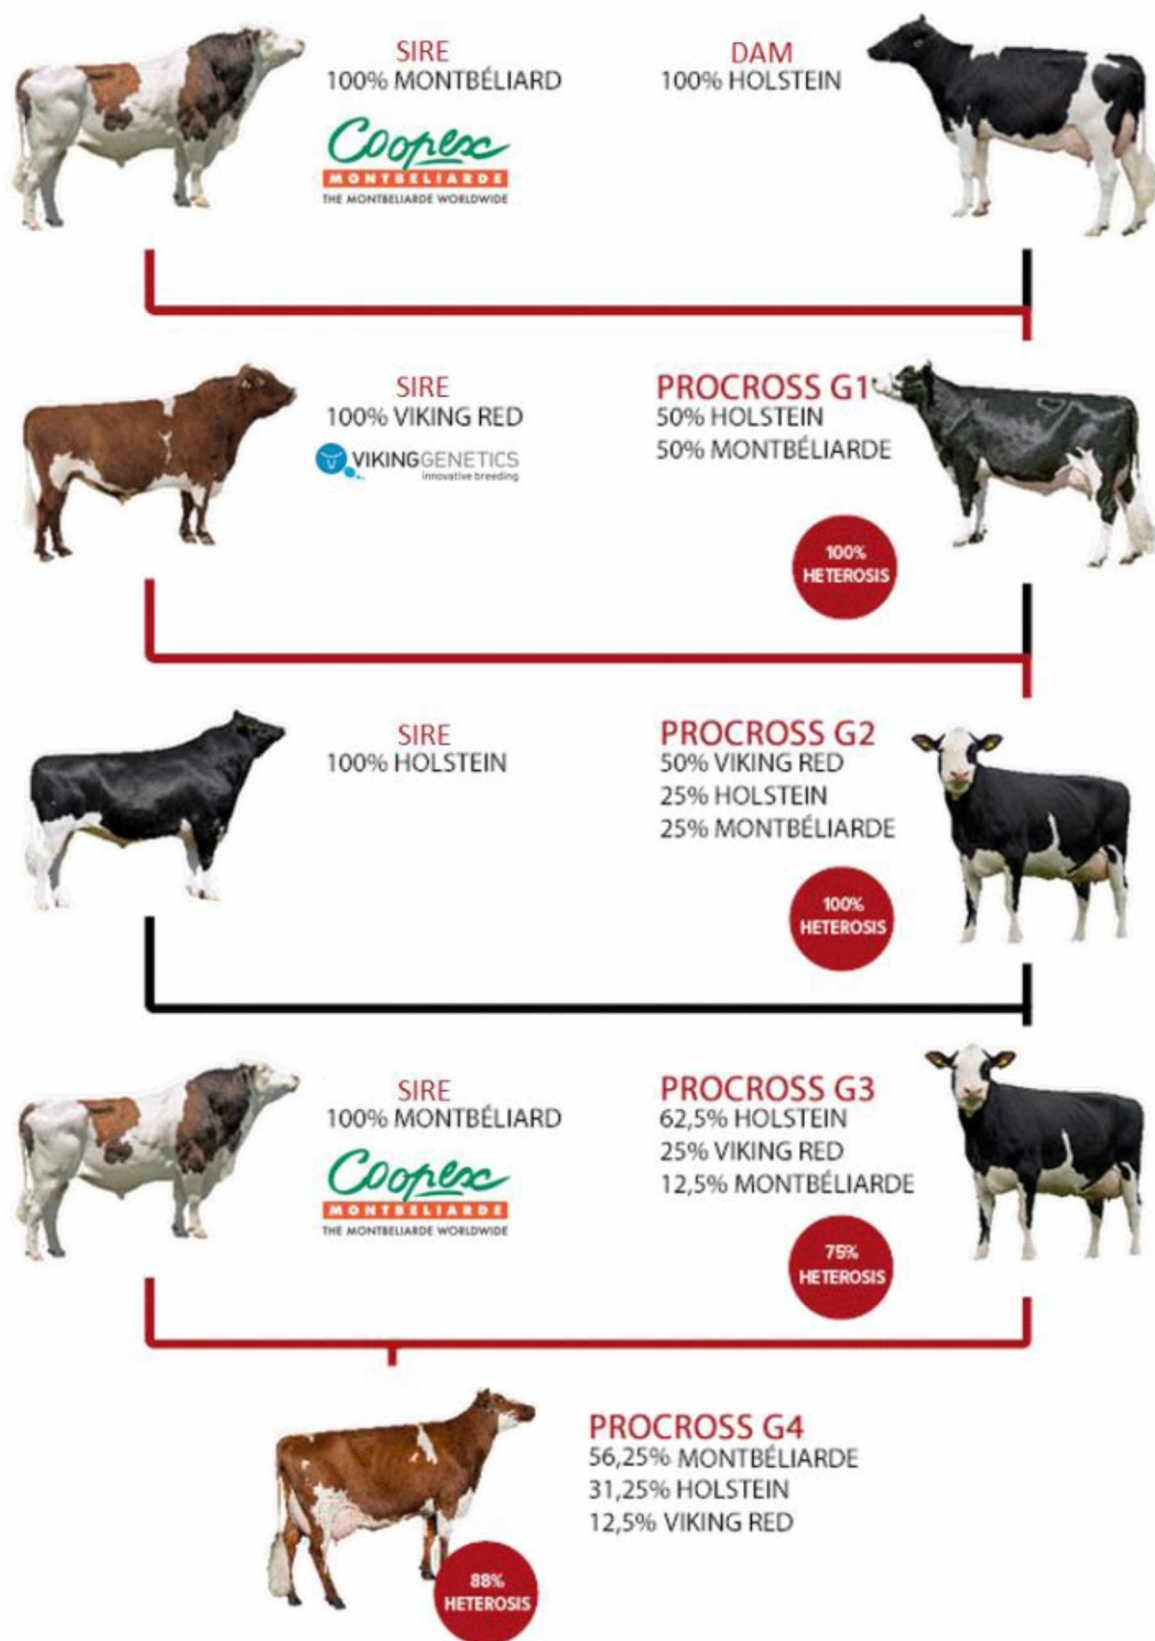 SIRE
100% MONTBÉLIARD
Coopex
MONTBELIARDE
THE MONTBELIARDE WORLDWIDE
DAM
100% HOLSTEIN
SIRE
100% VIKING RED
VIKINGGENETICS
innovative breeding
PROCROSS G1
50% HOLSTEIN
50% MONTBÉLIARDE
100%
HETEROSIS
SIRE
100% HOLSTEIN
PROCROSS G2
50% VIKING RED
25% HOLSTEIN
25% MONTBÉLIARDE
100%
HETEROSIS
SIRE
100% MONTBÉLIARD
Coopex
MONTBELIARDE
THE MONTBELIARDE WORLDWIDE
PROCROSS G3
62,5% HOLSTEIN
25% VIKING RED
12,5% MONTBÉLIARDE
75%
HETEROSIS
PROCROSS G4
56,25% MONTBÉLIARDE
31,25% HOLSTEIN
12,5% VIKING RED
88%
HETEROSIS